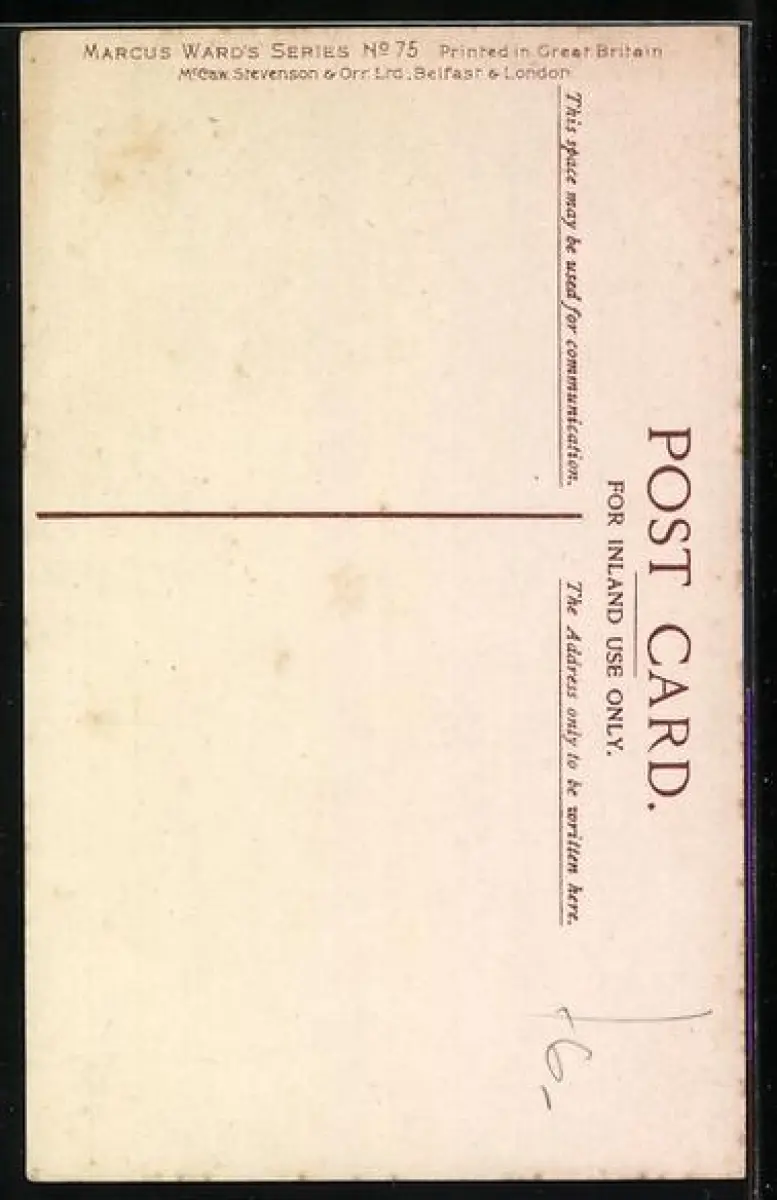 MARCUS WARD'S SERIES Nº 75 Printed in Great Britain
McCaw, Stevenson & Orr. Ltd., Belfast & London
POST CARD.
FOR INLAND USE ONLY.
This space may be used for communication.
The Address only to be written here.
6